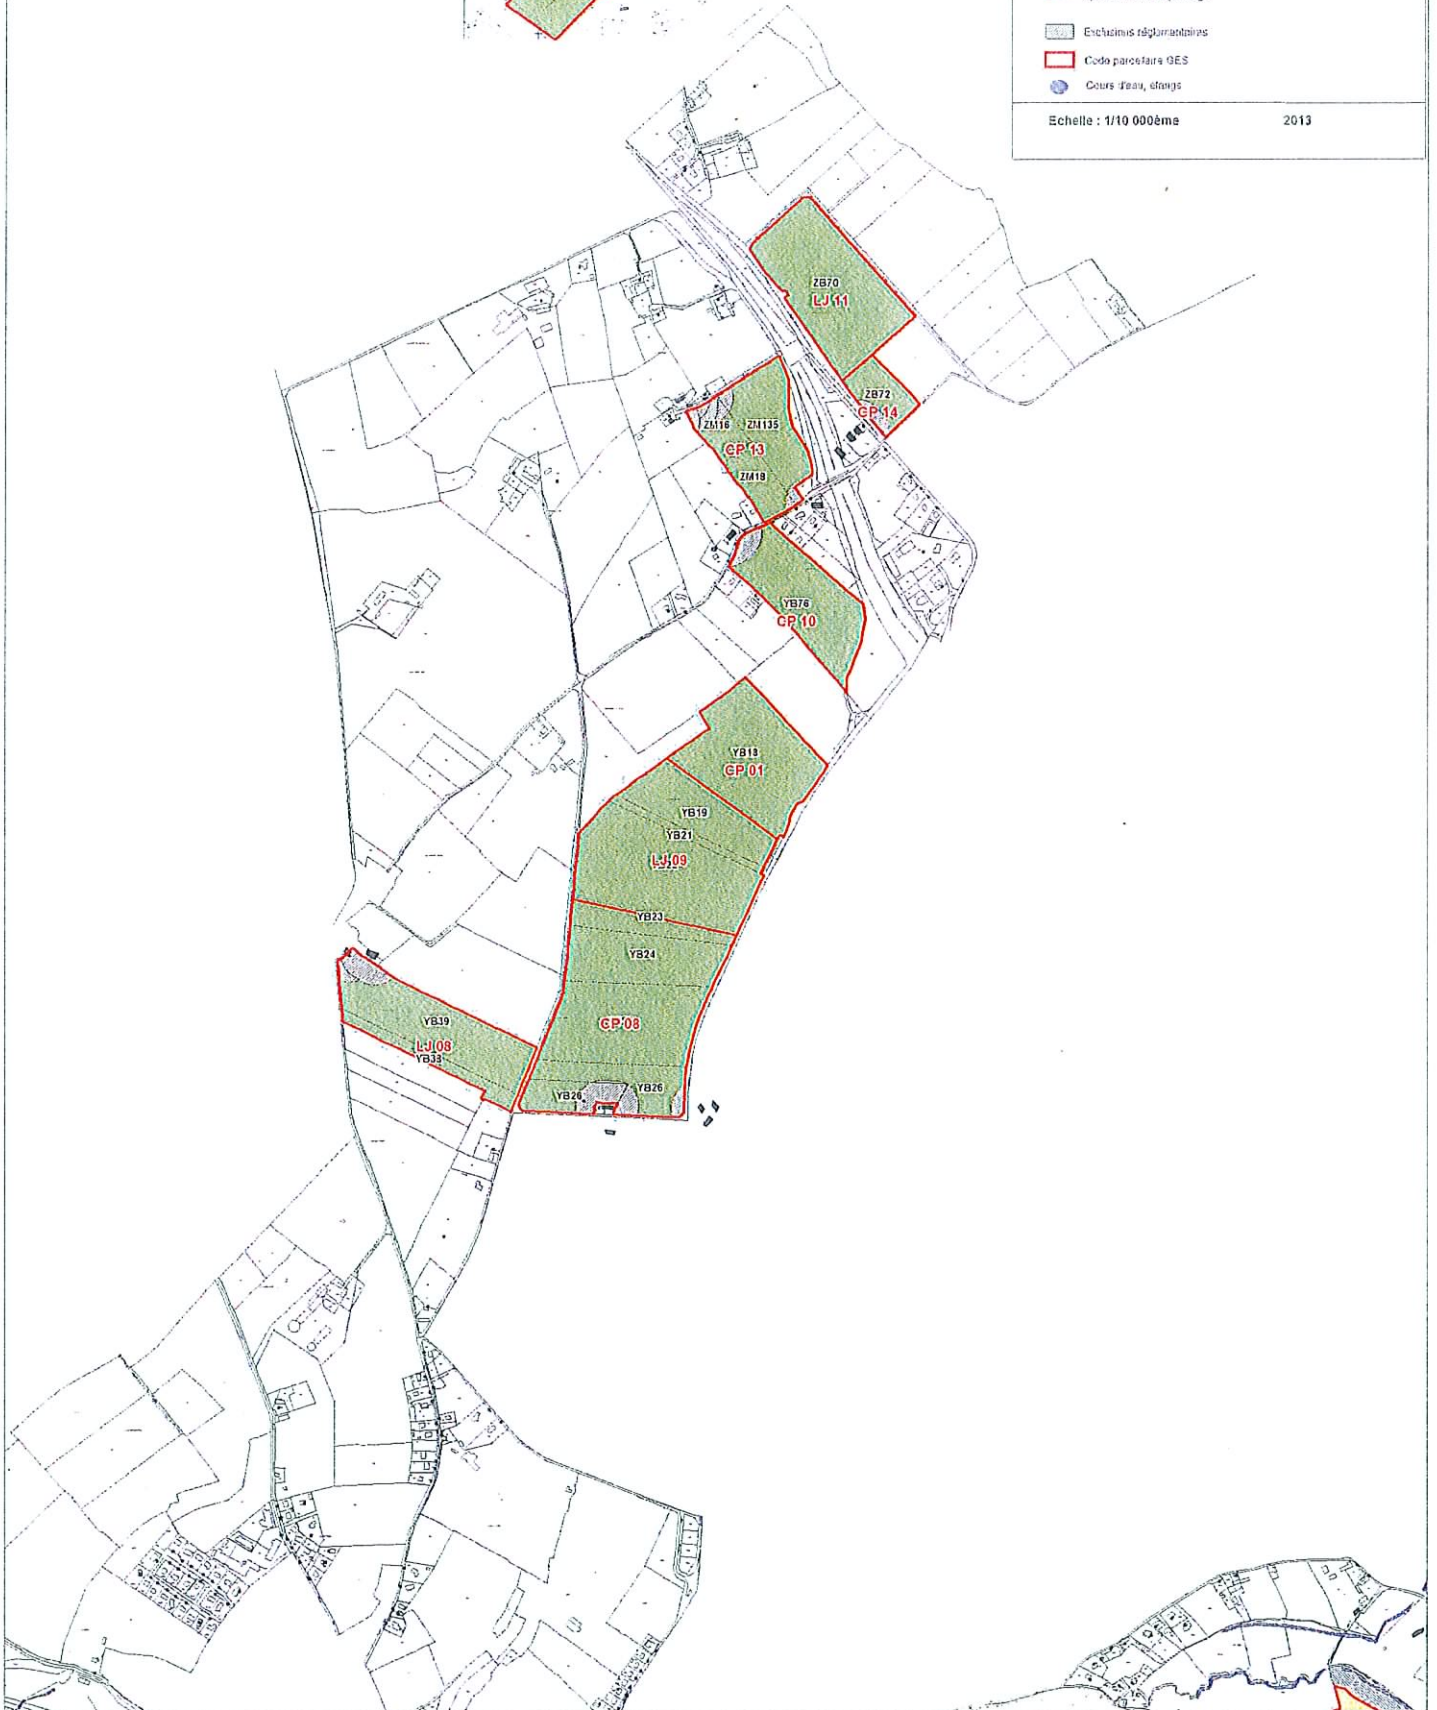 Exclusions réglementaires
Code parcelaire GES
Cours d'eau, étangs
Echelle : 1/10 000ème 2013
ZB70
LJ 11
ZB72
CP 14
ZM16 ZM135
CP 13
ZM18
YB76
CP 10
YB18
CP 01
YB19
YB21
LJ 09
YB23
YB24
CP 08
YB39
LJ 08
YB38
YB26
YB26